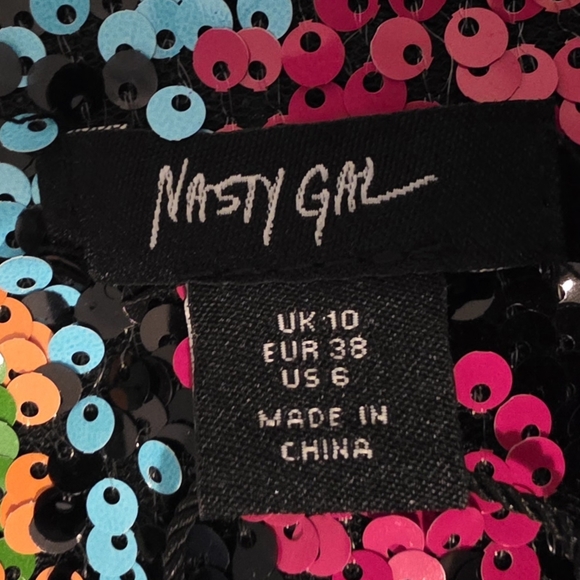 NASTY GAL
UK 10
EUR 38
US 6
MADE IN
CHINA